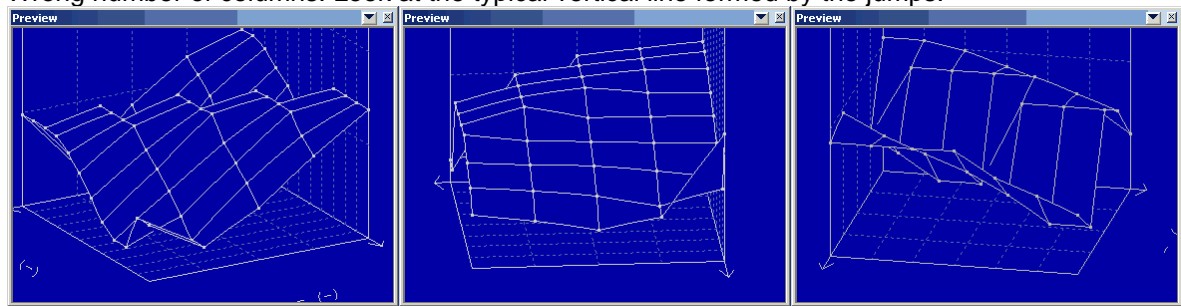 Wrong number of columns. Look at the typical vertical line formed by the jumps.
Preview
Preview
Preview
(-)
(-)